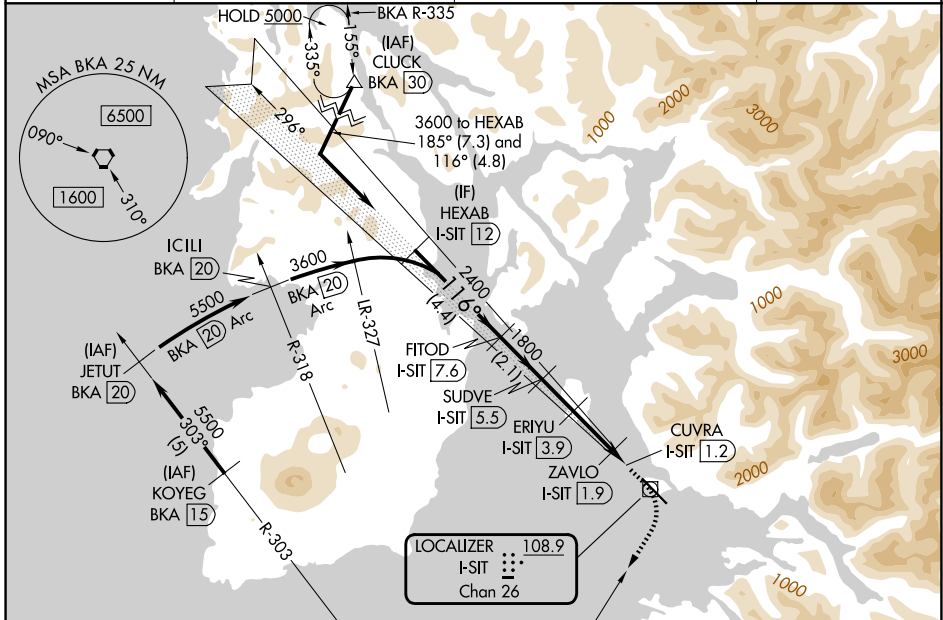 HOLD 5000
BKA R-335
335°
155°
(IAF)
CLUCK
BKA 30
MSA BKA 25 NM
6500
090°
1600
310°
296°
3600 to HEXAB
185° (7.3) and
116° (4.8)
(IF)
HEXAB
I-SIT 12
ICILI
BKA 20
3600
BKA 20
Arc
5500
BKA 20 Arc
(IAF)
JETUT
BKA 20
LR-327
R-318
5500
303°
(5)
(IAF)
KOYEG
BKA 15
R-303
2400
116°
(4.4)
1800
(2.1)
FITOD
I-SIT 7.6
SUDVE
I-SIT 5.5
ERIYU
I-SIT 3.9
ZAVLO
I-SIT 1.9
CUVRA
I-SIT 1.2
LOCALIZER 108.9
I-SIT
Chan 26
1000
2000
3000
1000
3000
2000
1000